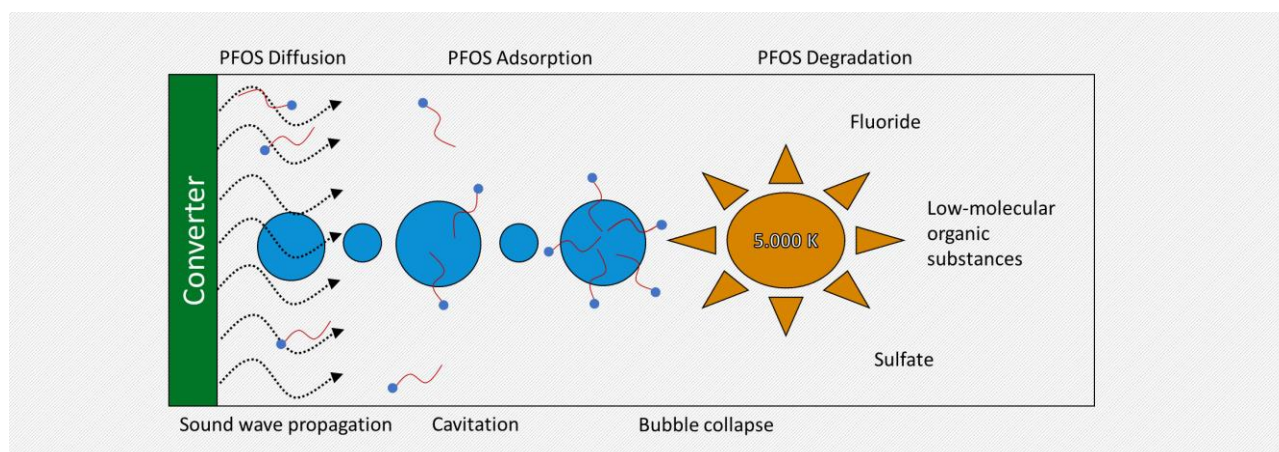 PFOS Diffusion
PFOS Adsorption
PFOS Degradation
Converter
Fluoride
5.000 K
Low-molecular
organic
substances
Sulfate
Sound wave propagation
Cavitation
Bubble collapse